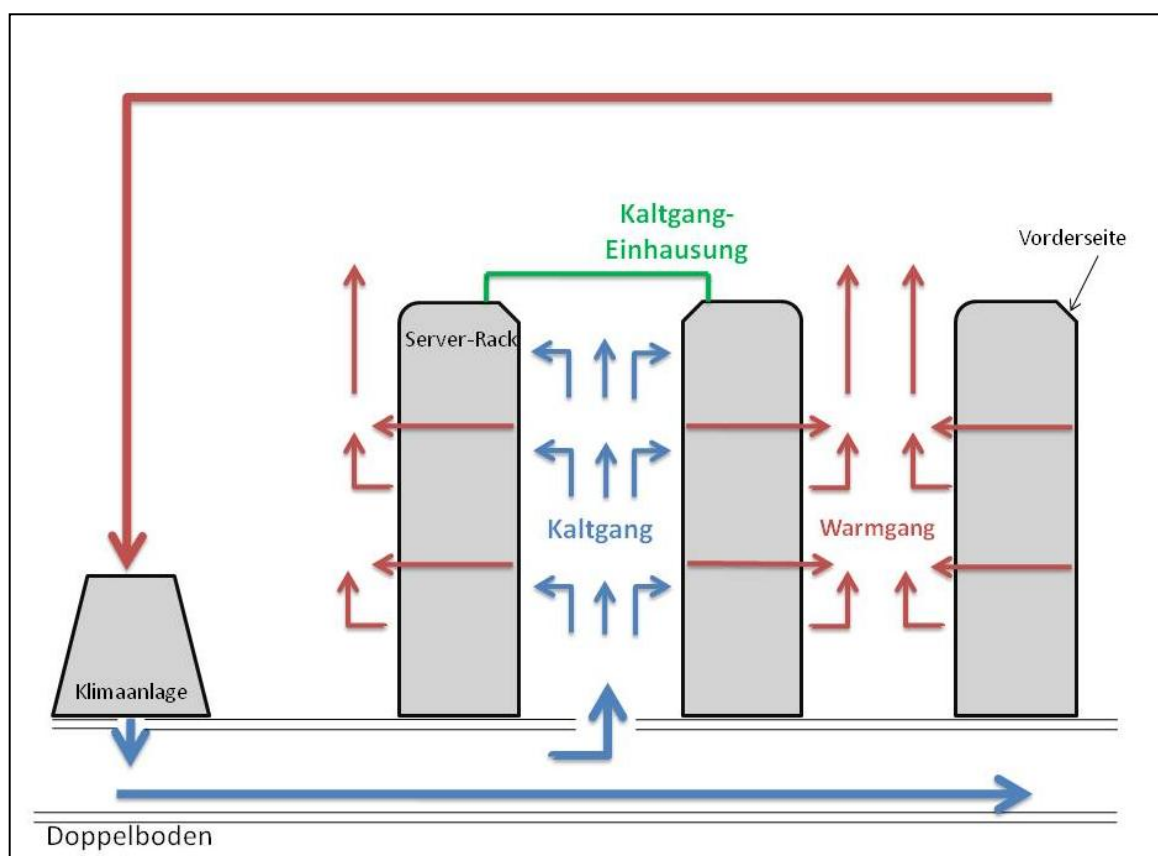 Kaltgang-
Einhausung
Vorderseite
Server-Rack
Kaltgang
Warmgang
Klimaanlage
Doppelboden